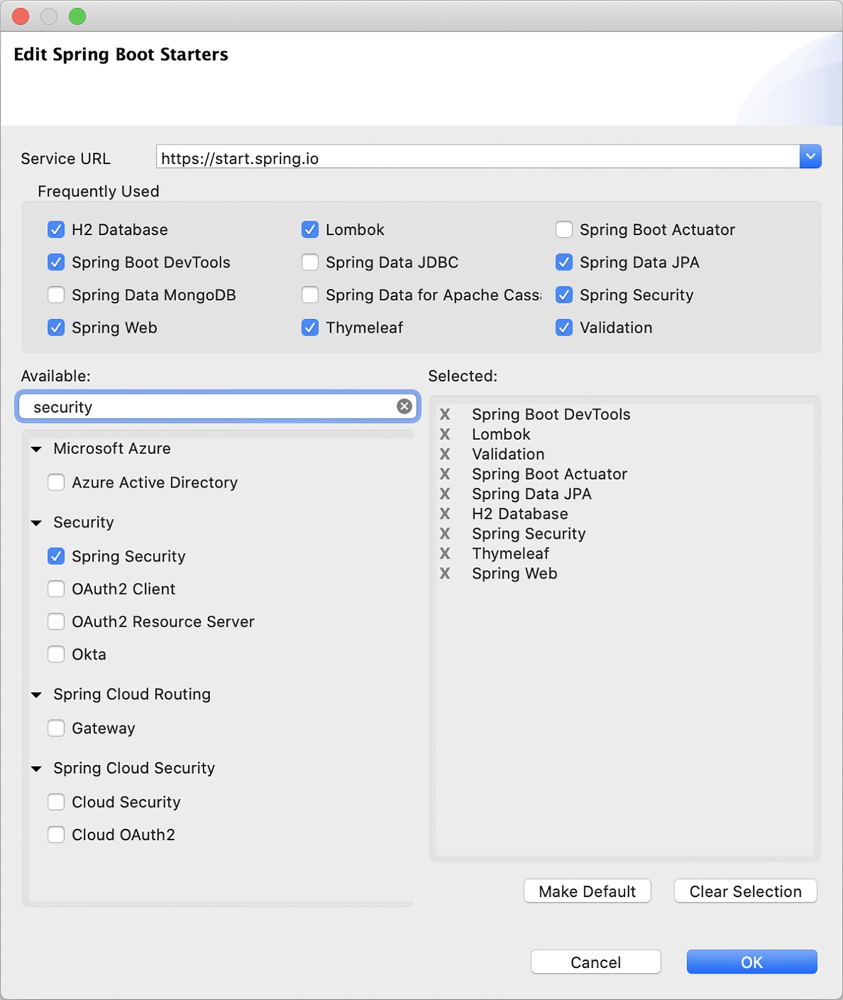 Edit Spring Boot Starters
Service URL
https://start.spring.io
Frequently Used
H2 Database
Lombok
Spring Boot Actuator
Spring Boot DevTools
Spring Data JDBC
Spring Data JPA
Spring Data MongoDB
Spring Data for Apache Cass
Spring Security
Spring Web
Thymeleaf
Validation
Available:
security
Microsoft Azure
Azure Active Directory
Security
Spring Security
OAuth2 Client
OAuth2 Resource Server
Okta
Spring Cloud Routing
Gateway
Spring Cloud Security
Cloud Security
Cloud OAuth2
Selected:
X Spring Boot DevTools
X Lombok
X Validation
X Spring Boot Actuator
X Spring Data JPA
X H2 Database
X Spring Security
X Thymeleaf
X Spring Web
Make Default
Clear Selection
Cancel
OK